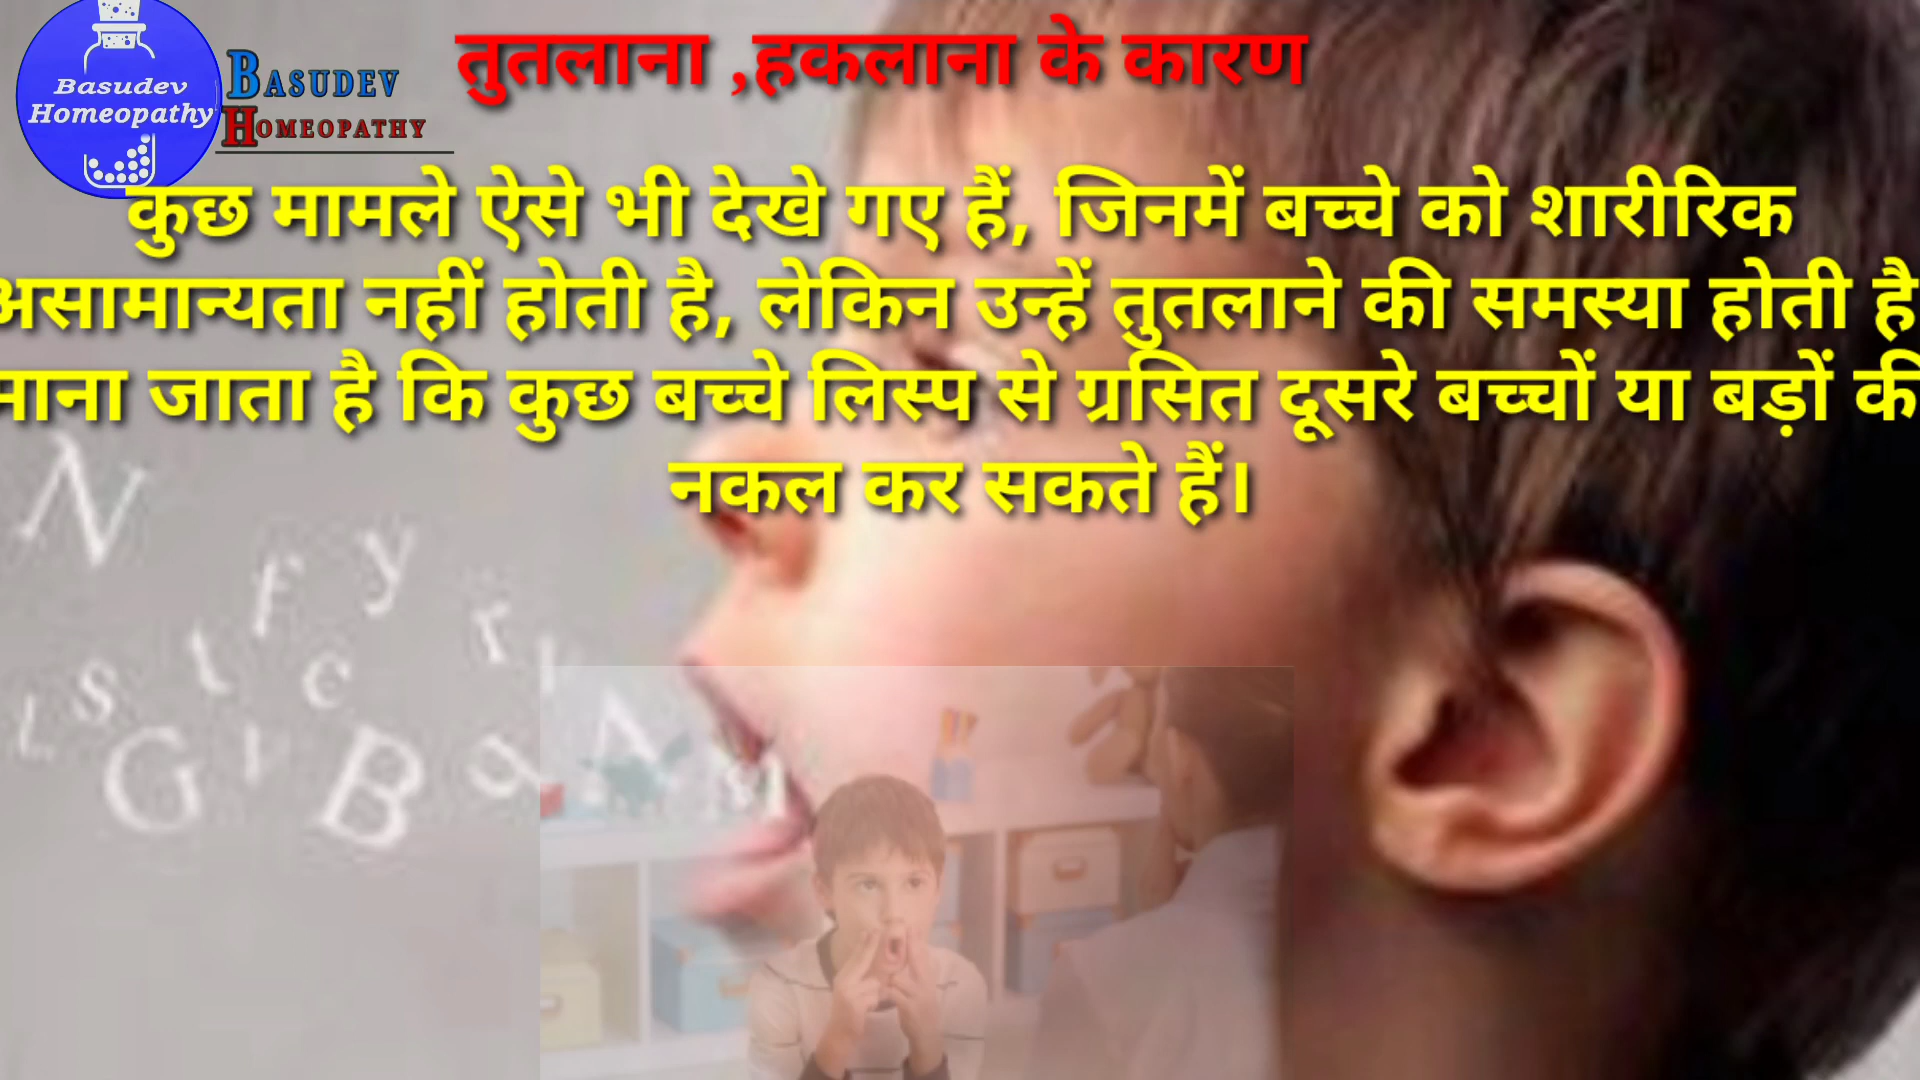 Basudev
Homeopathy
BASUDEV
HOMEOPATHY
तुतलाना ,हकलाना के कारण
कुछ मामले ऐसे भी देखे गए हैं, जिनमें बच्चे को शारीरिक
असामान्यता नहीं होती है, लेकिन उन्हें तुतलाने की समस्या होती है
माना जाता है कि कुछ बच्चे लिस्प से ग्रसित दूसरे बच्चों या बड़ों की
नकल कर सकते हैं।
N
F y
s t c r
G B a A